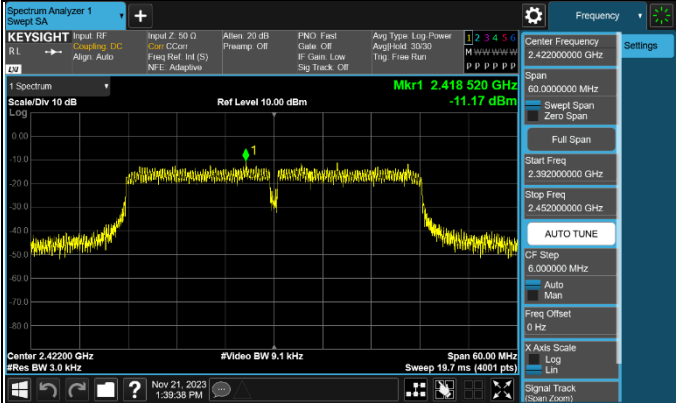 Spectrum Analyzer 1
Swept SA
Frequency
KEYSIGHT
RL
LXI
Input: RF
Coupling: DC
Align: Auto
Input Z: 50 Ω
Corr CCorr
Freq Ref: Int (S)
NFE: Adaptive
Atten: 20 dB
Preamp: Off
PNO: Fast
Gate: Off
IF Gain: Low
Sig Track: Off
Avg Type: Log-Power
Avg|Hold: 30/30
Trig: Free Run
1 2 3 4 5 6
M W W W W W
P P P P P P
1 Spectrum
Scale/Div 10 dB
Log
Ref Level 10.00 dBm
Mkr1 2.418 520 GHz
-11.17 dBm
1
0.00
-10.0
-20.0
-30.0
-40.0
-50.0
-60.0
-70.0
-80.0
Center 2.42200 GHz
#Res BW 3.0 kHz
#Video BW 9.1 kHz
Span 60.00 MHz
Sweep 19.7 ms (4001 pts)
Nov 21, 2023
1:39:38 PM
?
Center Frequency
2.422000000 GHz
Span
60.0000000 MHz
Swept Span
Zero Span
Full Span
Start Freq
2.392000000 GHz
Stop Freq
2.452000000 GHz
AUTO TUNE
CF Step
6.000000 MHz
Auto
Man
Freq Offset
0 Hz
X Axis Scale
Log
Lin
Signal Track
(Span Zoom)
Settings